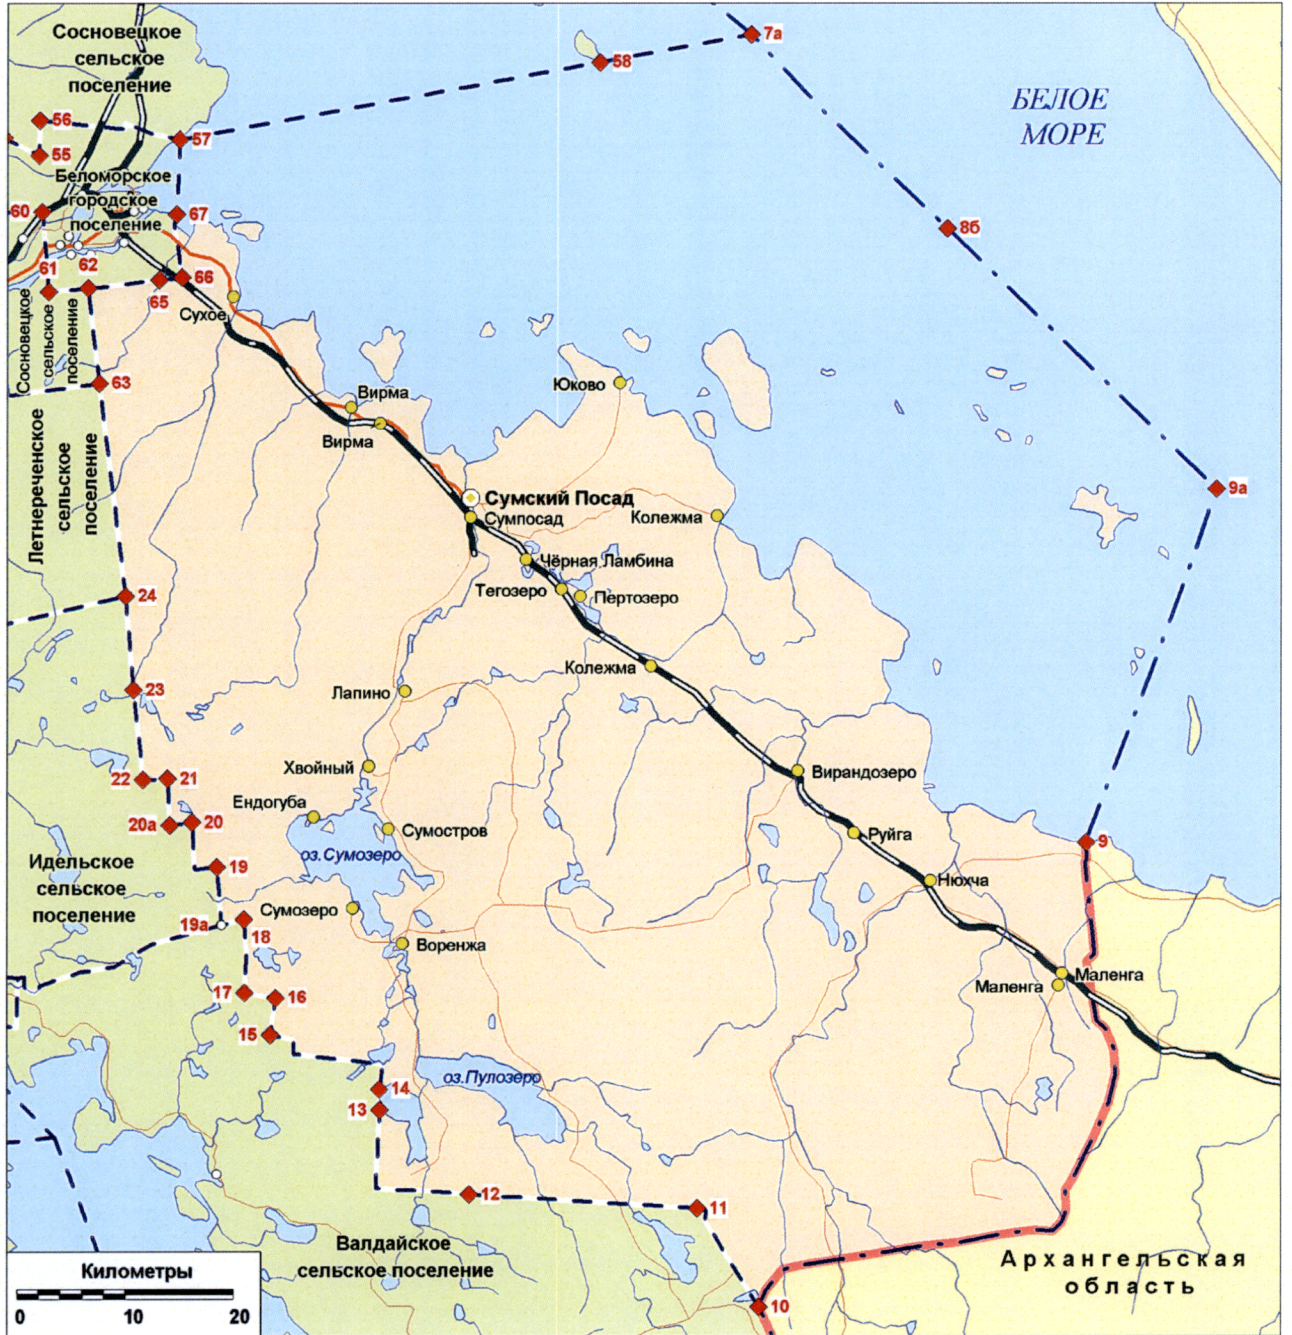 Сосновецкое
сельское
поселение
7а
58
БЕЛОЕ
МОРЕ
56
57
55
Беломорское
городское
поселение
60
67
8б
61
62
66
65
Сухое
Сосновецкое
сельское
поселение
63
Юково
Вирма
Вирма
Летнереченское
сельское
поселение
9а
Сумский Посад
Сумпосад
Колежма
Чёрная Ламбина
Тегозеро
Пертозеро
24
Колежма
23
Лапино
22
21
Хвойный
Вирандозеро
Ендогуба
20а
20
Сумостров
Руйга
9
оз.Сумозеро
Идельское
сельское
поселение
19
Нюхча
Сумозеро
19а
18
Воренжа
Маленга
Маленга
17
16
15
оз.Пулозеро
14
13
12
11
Валдайское
сельское поселение
Архангельская
область
Километры
0
10
20
10